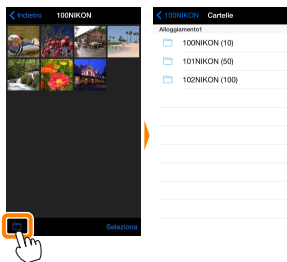 Indietro 100NIKON
Seleziona
100NIKON Cartelle
Alloggiamento1
100NIKON (10)
101NIKON (50)
102NIKON (100)